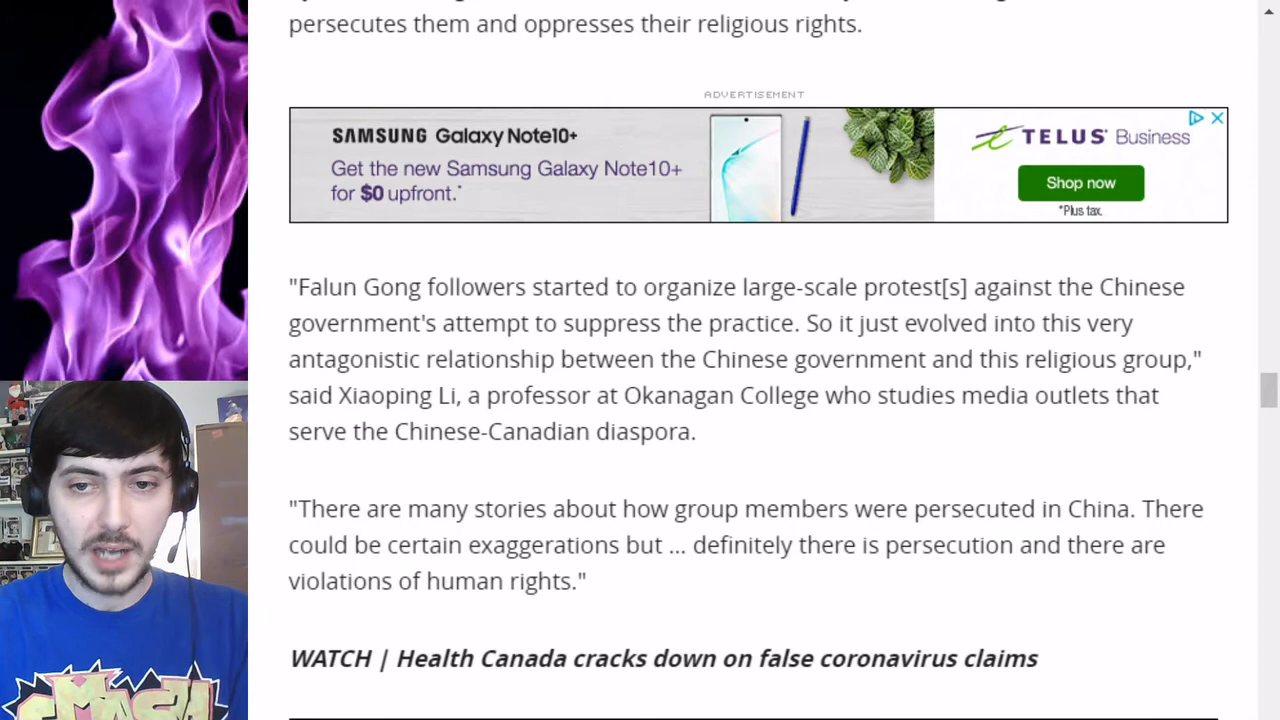 persecutes them and oppresses their religious rights.
ADVERTISEMENT
SAMSUNG Galaxy Note10+
Get the new Samsung Galaxy Note10+
for $0 upfront.*
TELUS Business
Shop now
*Plus tax.
"Falun Gong followers started to organize large-scale protest[s] against the Chinese
government's attempt to suppress the practice. So it just evolved into this very
antagonistic relationship between the Chinese government and this religious group,"
said Xiaoping Li, a professor at Okanagan College who studies media outlets that
serve the Chinese-Canadian diaspora.
"There are many stories about how group members were persecuted in China. There
could be certain exaggerations but ... definitely there is persecution and there are
violations of human rights."
WATCH | Health Canada cracks down on false coronavirus claims
SMASH